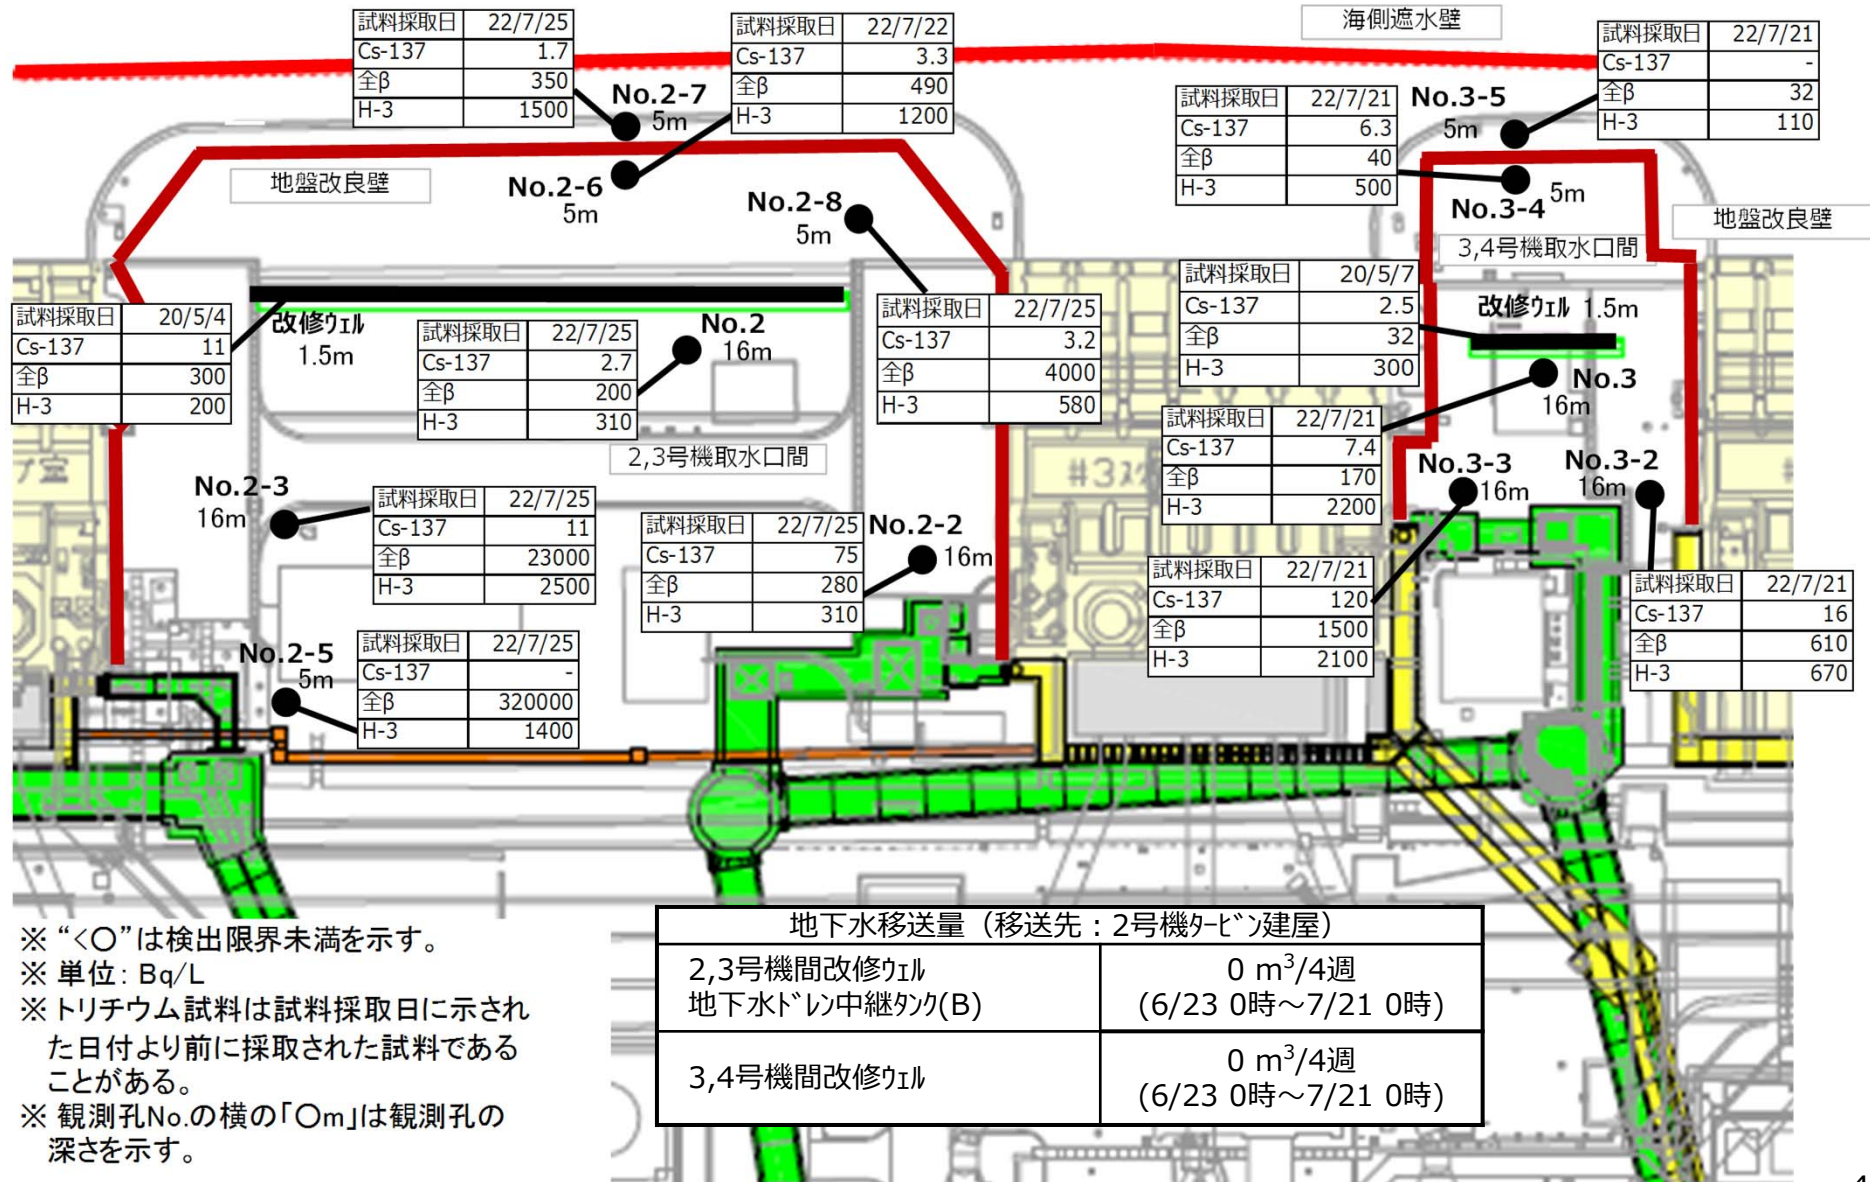 海側遮水壁
試料採取日 22/7/25
Cs-137 1.7
全β 350
H-3 1500
No.2-7
5m
試料採取日 22/7/22
Cs-137 3.3
全β 490
H-3 1200
No.2-6
5m
地盤改良壁
No.2-8
5m
試料採取日 22/7/21
Cs-137 6.3
全β 40
H-3 500
No.3-5
5m
試料採取日 22/7/21
Cs-137 -
全β 32
H-3 110
No.3-4
5m
地盤改良壁
3,4号機取水口間
試料採取日 20/5/4
Cs-137 11
全β 300
H-3 200
改修ｳｪﾙ
1.5m
試料採取日 22/7/25
Cs-137 2.7
全β 200
H-3 310
No.2
16m
試料採取日 22/7/25
Cs-137 3.2
全β 4000
H-3 580
試料採取日 20/5/7
Cs-137 2.5
全β 32
H-3 300
改修ｳｪﾙ 1.5m
No.3
16m
試料採取日 22/7/21
Cs-137 7.4
全β 170
H-3 2200
2,3号機取水口間
No.2-3
16m
試料採取日 22/7/25
Cs-137 11
全β 23000
H-3 2500
試料採取日 22/7/25
Cs-137 75
全β 280
H-3 310
No.2-2
16m
No.3-3
16m
No.3-2
16m
試料採取日 22/7/21
Cs-137 120
全β 1500
H-3 2100
試料採取日 22/7/21
Cs-137 16
全β 610
H-3 670
No.2-5
5m
試料採取日 22/7/25
Cs-137 -
全β 320000
H-3 1400
※ “<〇”は検出限界未満を示す。
※ 単位: Bq/L
※ トリチウム試料は試料採取日に示され
た日付より前に採取された試料である
ことがある。
※ 観測孔No.の横の「〇m」は観測孔の
深さを示す。
地下水移送量（移送先：2号機ﾀｰﾋﾞﾝ建屋）
2,3号機間改修ｳｪﾙ
地下水ﾄﾞﾚﾝ中継ﾀﾝｸ(B)
0 m³/4週
(6/23 0時～7/21 0時)
3,4号機間改修ｳｪﾙ
0 m³/4週
(6/23 0時～7/21 0時)